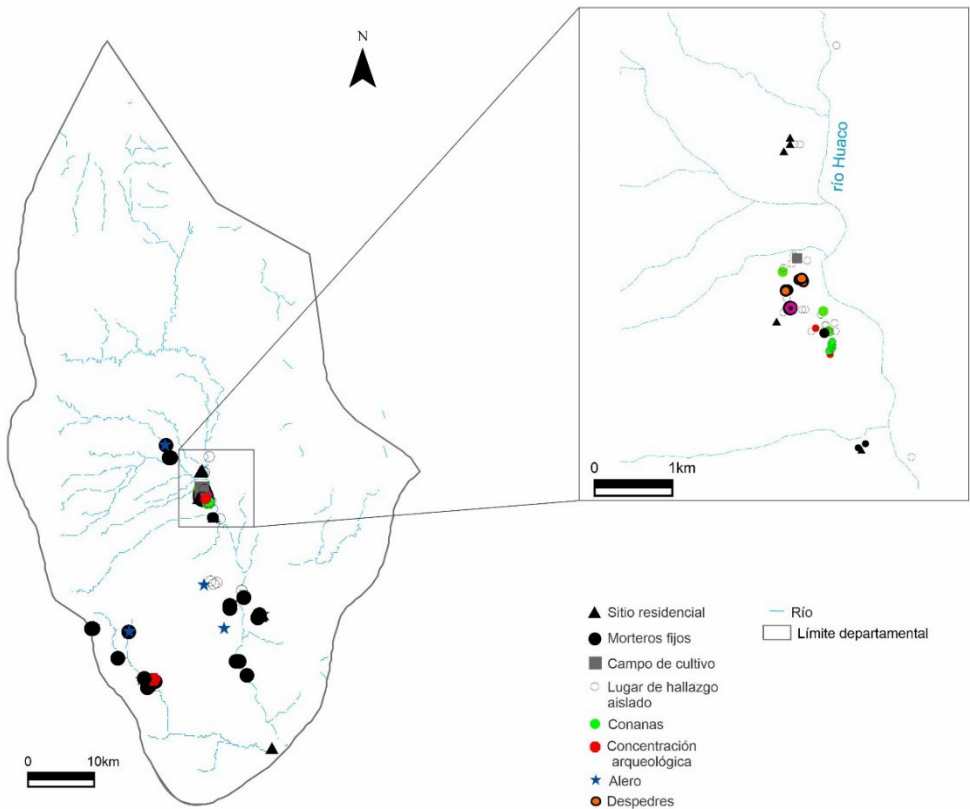 N
río Huaco
0 1km
0 10km
Sitio residencial
Morteros fijos
Campo de cultivo
Lugar de hallazgo
aislado
Conanas
Concentración
arqueológica
Alero
Despedres
Río
Límite departamental